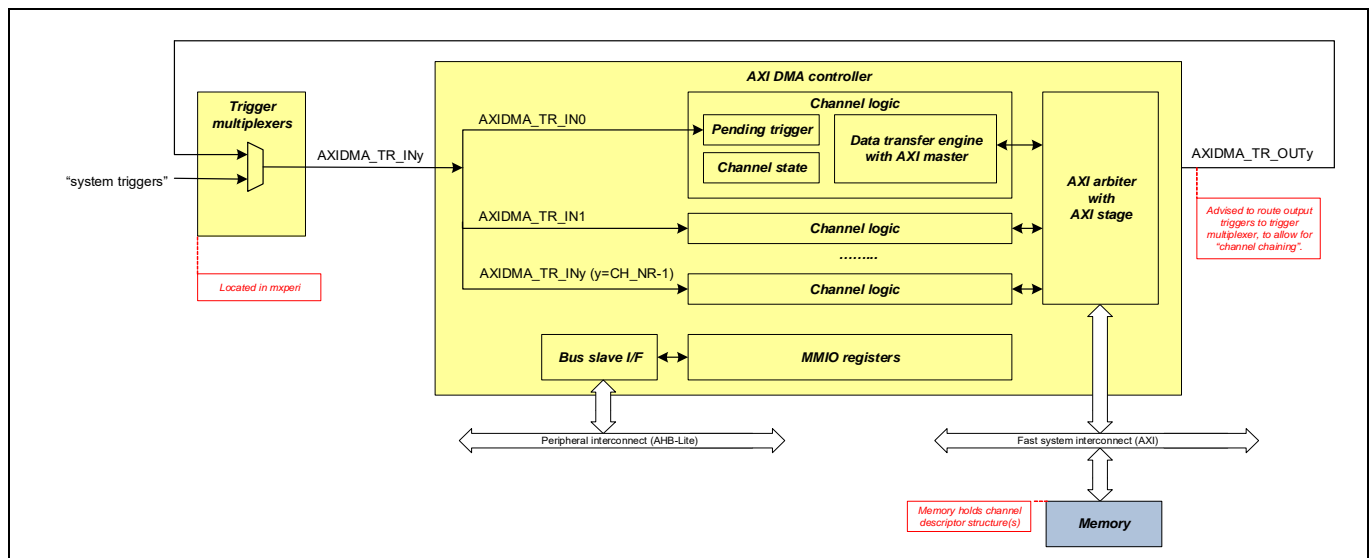 AXI DMA controller
Trigger
multiplexers
"system triggers"
Located in mxperi
AXIDMA_TR_INy
AXIDMA_TR_IN0
AXIDMA_TR_IN1
AXIDMA_TR_INy (y=CH_NR-1)
Channel logic
Pending trigger
Channel state
Data transfer engine
with AXI master
Channel logic
.........
Channel logic
AXI arbiter
with
AXI stage
AXIDMA_TR_OUTy
Advised to route output
triggers to trigger
multiplexer, to allow for
"channel chaining".
Bus slave I/F
MMIO registers
Peripheral interconnect (AHB-Lite)
Fast system interconnect (AXI)
Memory holds channel
descriptor structure(s)
Memory